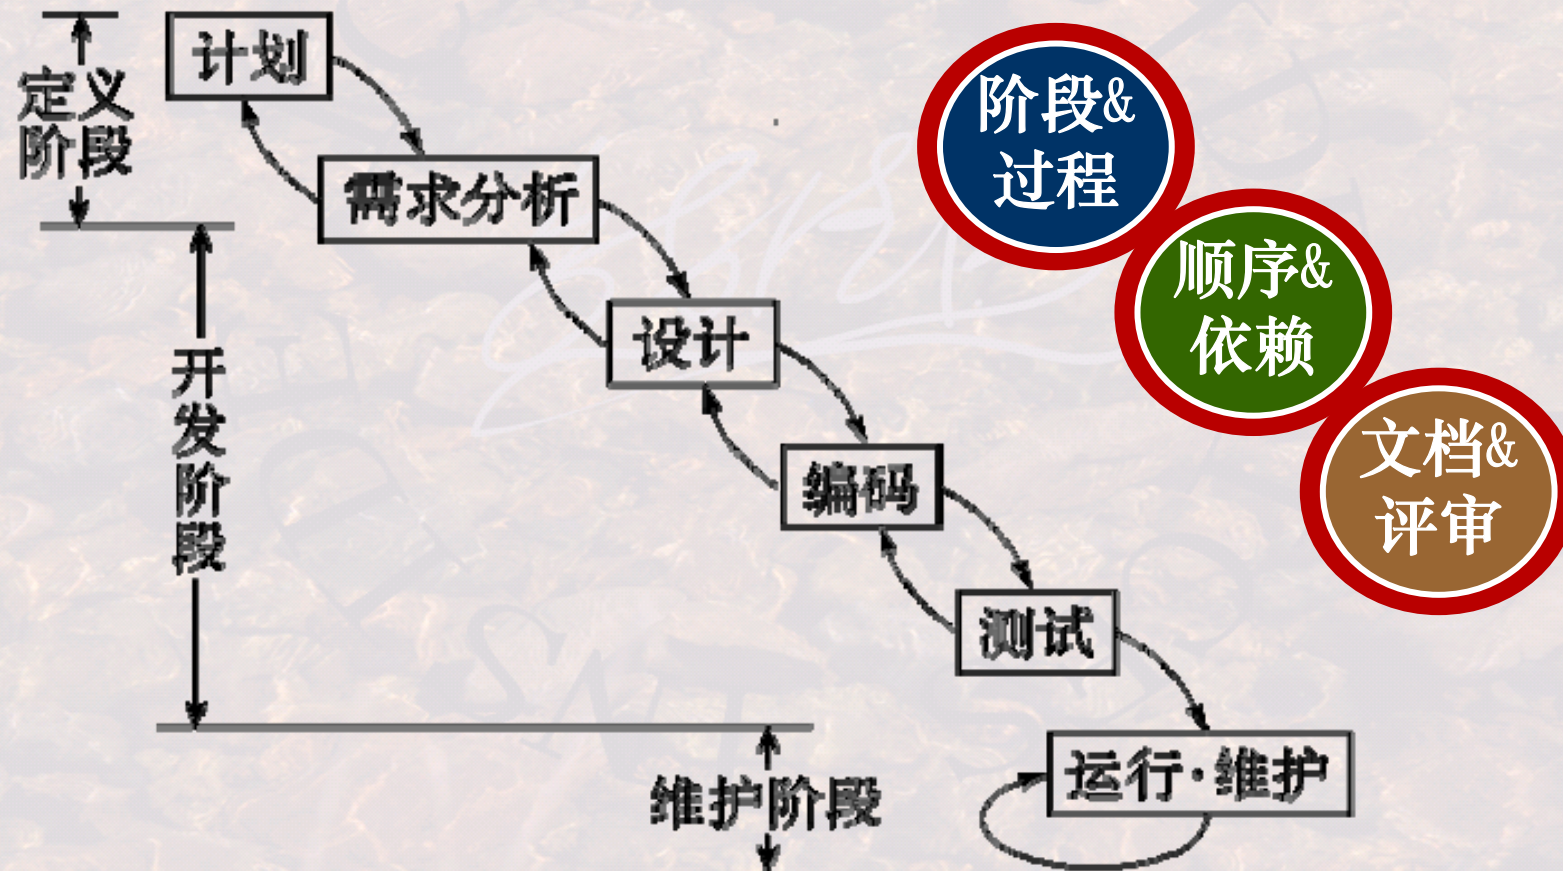 计划
定义
阶段
需求分析
设计
开
发
阶
段
编码
测试
运行·维护
维护阶段
阶段&
过程
顺序&
依赖
文档&
评审